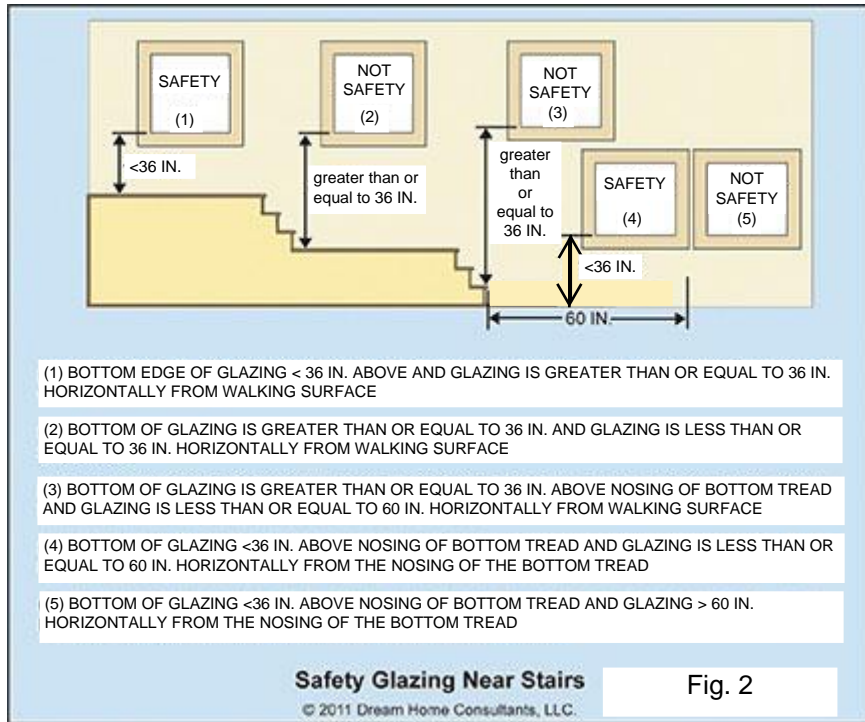 SAFETY
(1)
NOT
SAFETY
(2)
NOT
SAFETY
(3)
<36 IN.
greater than or
equal to 36 IN.
greater
than
or
equal to
36 IN.
SAFETY
(4)
NOT
SAFETY
(5)
<36 IN.
60 IN.
(1) BOTTOM EDGE OF GLAZING < 36 IN. ABOVE AND GLAZING IS GREATER THAN OR EQUAL TO 36 IN.
HORIZONTALLY FROM WALKING SURFACE
(2) BOTTOM OF GLAZING IS GREATER THAN OR EQUAL TO 36 IN. AND GLAZING IS LESS THAN OR
EQUAL TO 36 IN. HORIZONTALLY FROM WALKING SURFACE
(3) BOTTOM OF GLAZING IS GREATER THAN OR EQUAL TO 36 IN. ABOVE NOSING OF BOTTOM TREAD
AND GLAZING IS LESS THAN OR EQUAL TO 60 IN. HORIZONTALLY FROM WALKING SURFACE
(4) BOTTOM OF GLAZING <36 IN. ABOVE NOSING OF BOTTOM TREAD AND GLAZING IS LESS THAN OR
EQUAL TO 60 IN. HORIZONTALLY FROM THE NOSING OF THE BOTTOM TREAD
(5) BOTTOM OF GLAZING <36 IN. ABOVE NOSING OF BOTTOM TREAD AND GLAZING > 60 IN.
HORIZONTALLY FROM THE NOSING OF THE BOTTOM TREAD
Safety Glazing Near Stairs
Fig. 2
© 2011 Dream Home Consultants, LLC.